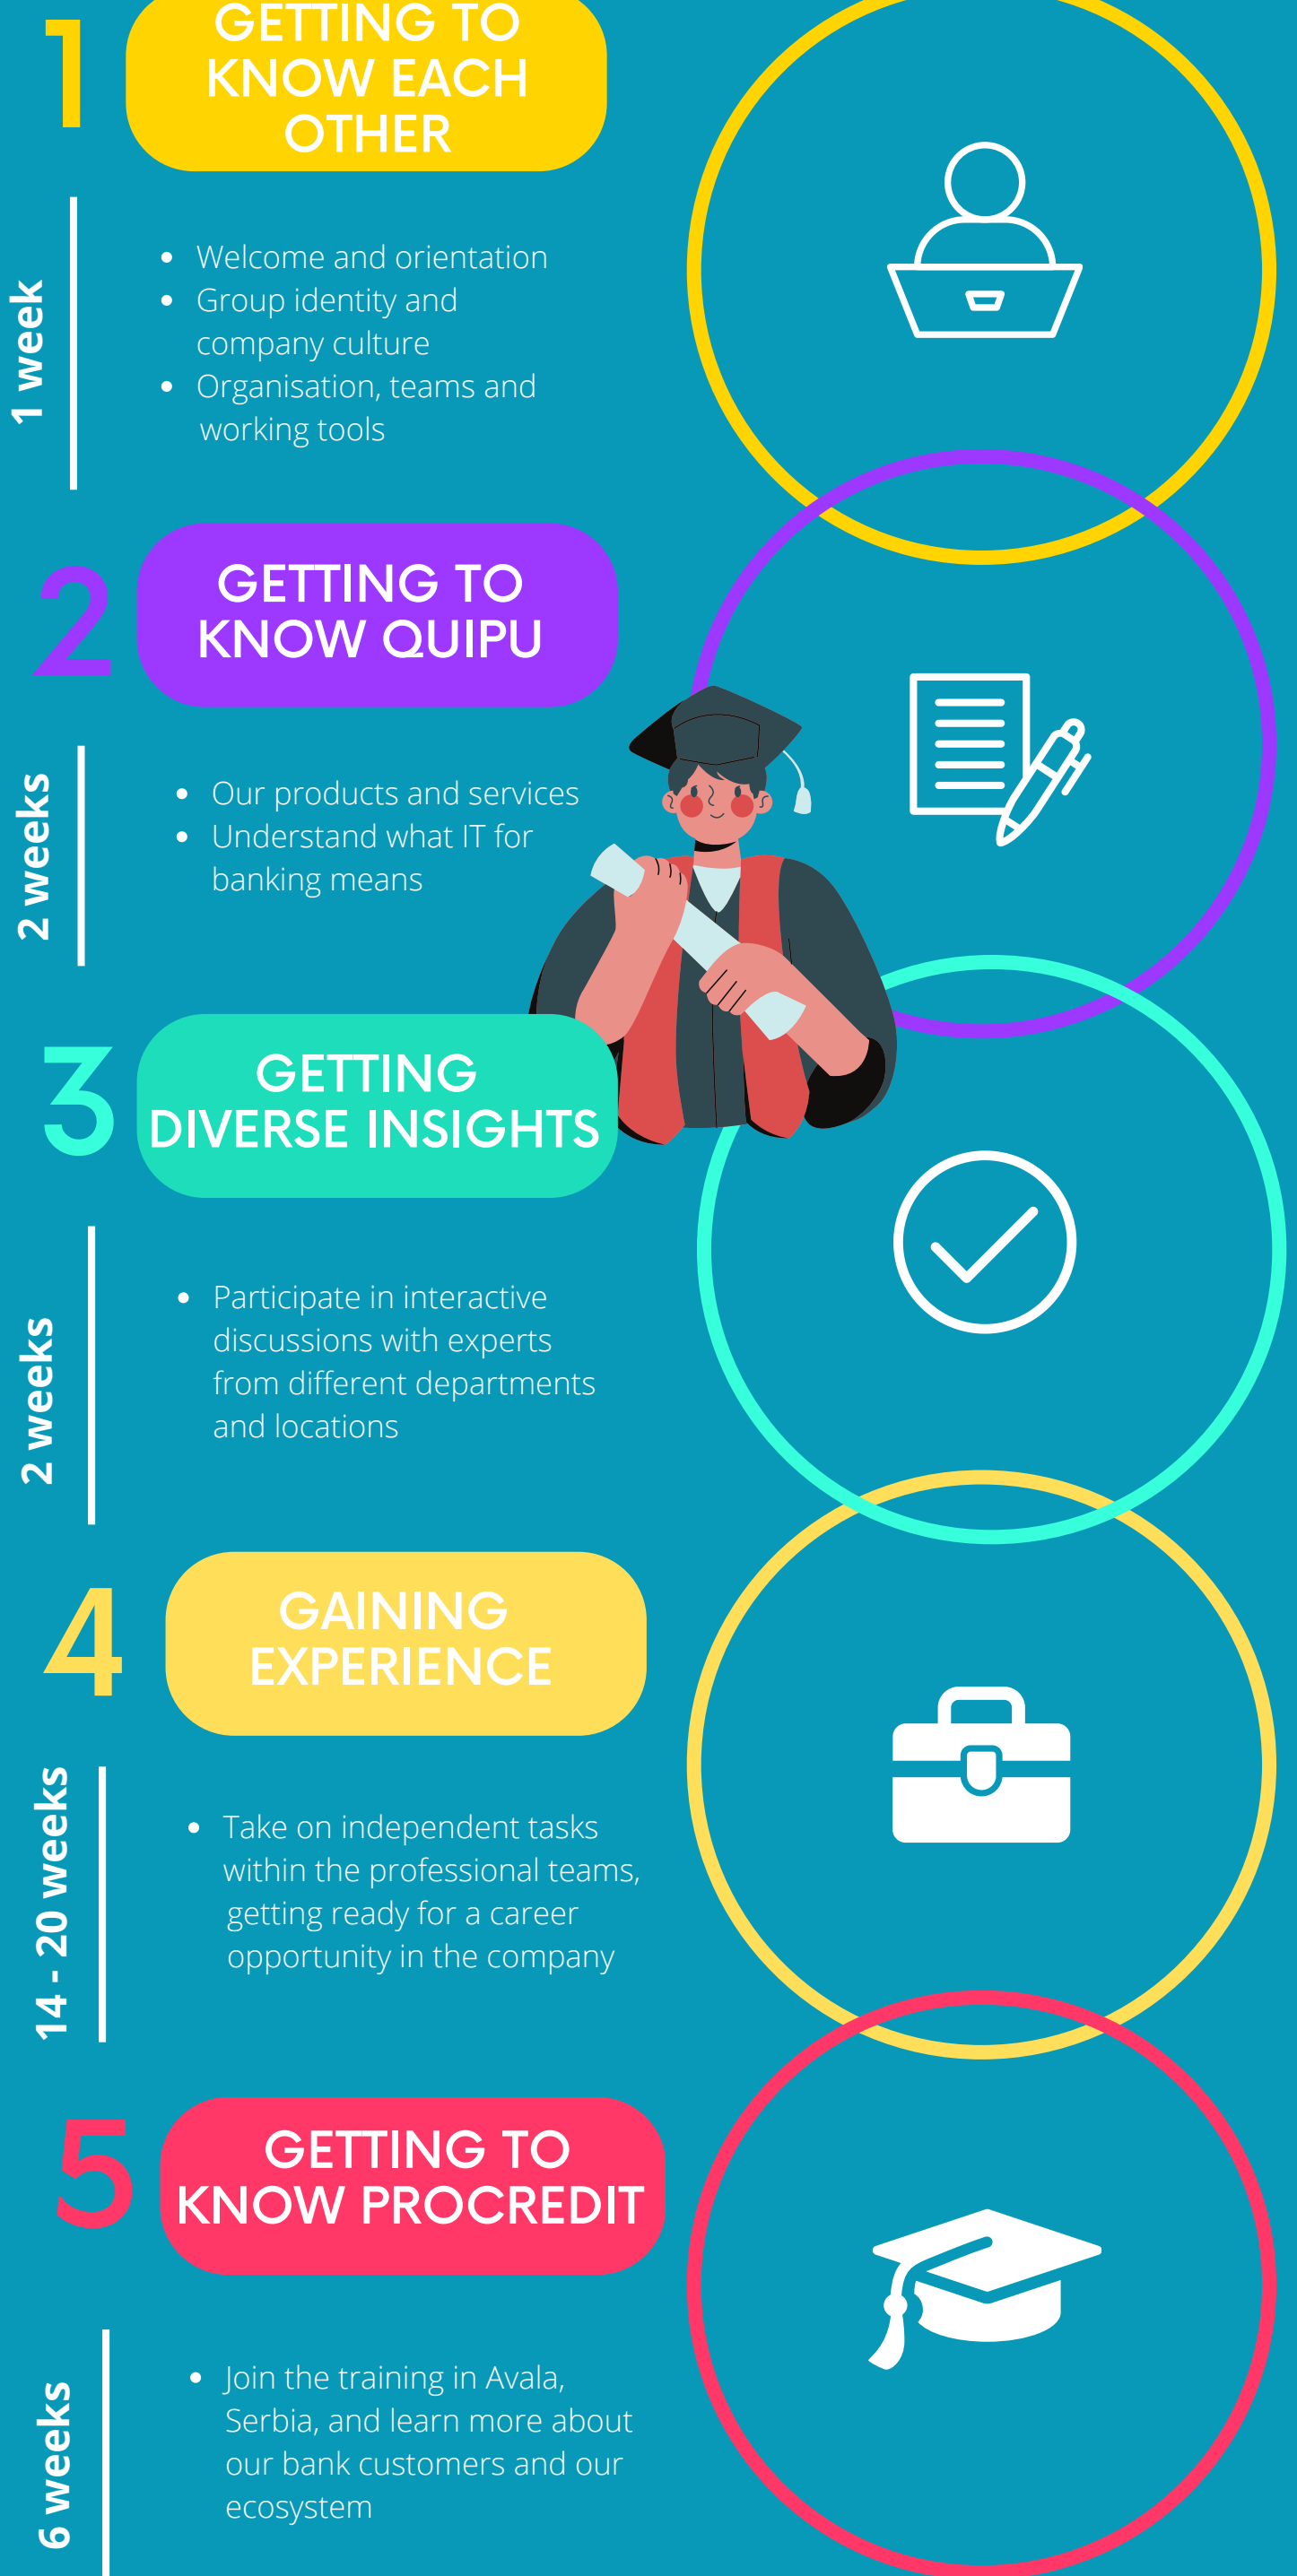 1
GETTING TO
KNOW EACH
OTHER
1 week
• Welcome and orientation
• Group identity and
company culture
• Organisation, teams and
working tools
2
GETTING TO
KNOW QUIPU
2 weeks
• Our products and services
• Understand what IT for
banking means
3
GETTING
DIVERSE INSIGHTS
2 weeks
• Participate in interactive
discussions with experts
from different departments
and locations
4
GAINING
EXPERIENCE
14 - 20 weeks
• Take on independent tasks
within the professional teams,
getting ready for a career
opportunity in the company
5
GETTING TO
KNOW PROCREDIT
6 weeks
• Join the training in Avala,
Serbia, and learn more about
our bank customers and our
ecosystem